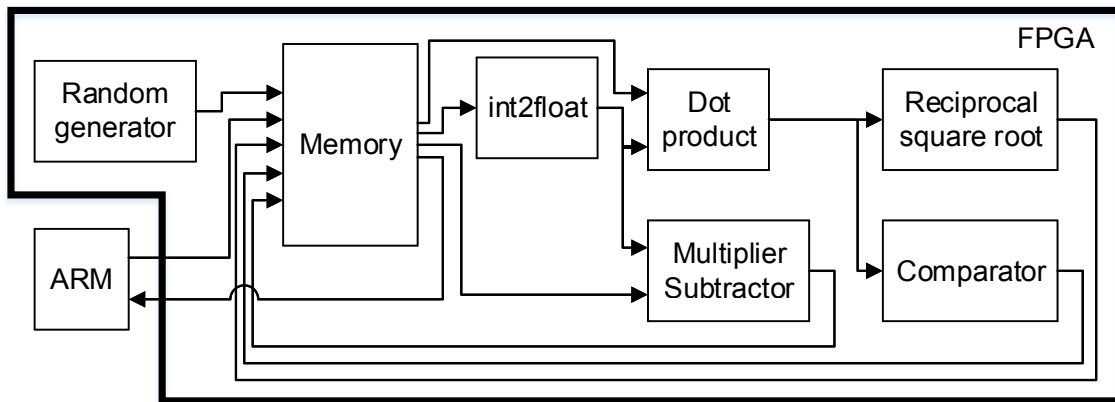 FPGA
Random
generator
Memory
int2float
Dot
product
Reciprocal
square root
ARM
Multiplier
Subtractor
Comparator